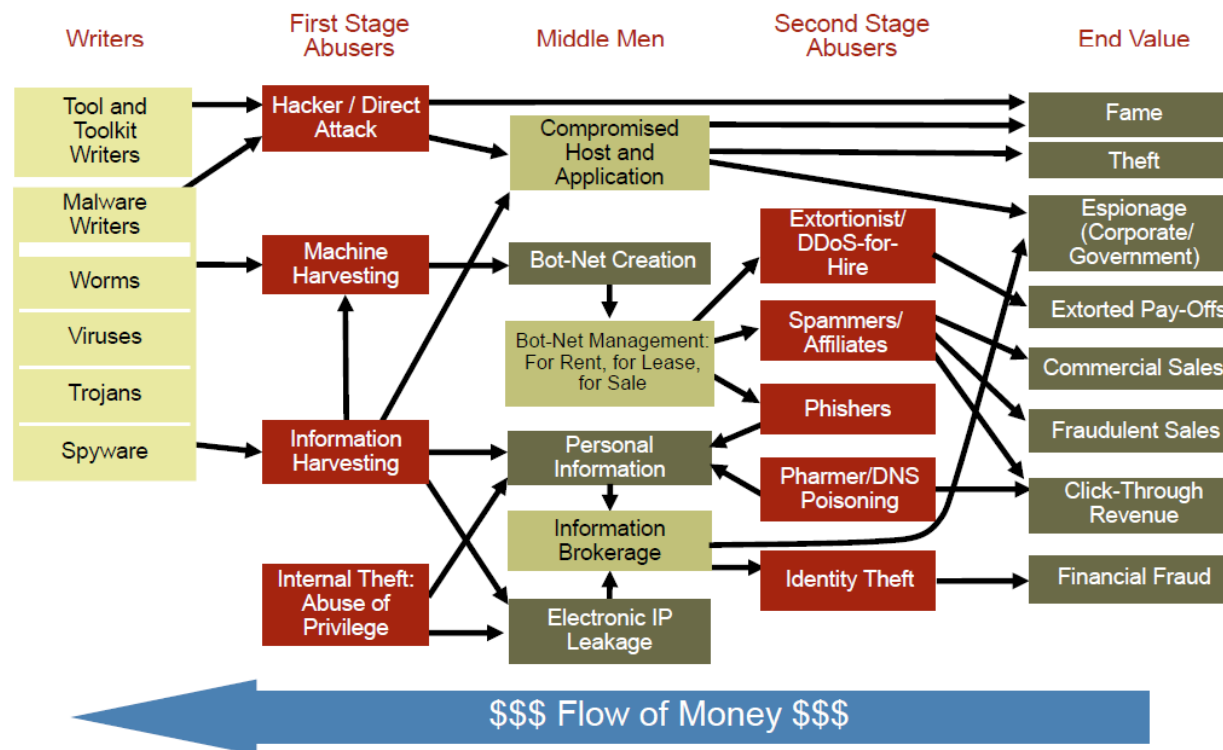 Writers
First Stage
Abusers
Middle Men
Second Stage
Abusers
End Value
Tool and
Toolkit
Writers
Malware
Writers
Worms
Viruses
Trojans
Spyware
Hacker / Direct
Attack
Machine
Harvesting
Information
Harvesting
Internal Theft:
Abuse of
Privilege
Compromised
Host and
Application
Bot-Net Creation
Bot-Net Management:
For Rent, for Lease,
for Sale
Personal
Information
Information
Brokerage
Electronic IP
Leakage
Extortionist/
DDoS-for-
Hire
Spammers/
Affiliates
Phishers
Pharmer/DNS
Poisoning
Identity Theft
Fame
Theft
Espionage
(Corporate/
Government)
Extorted Pay-Offs
Commercial Sales
Fraudulent Sales
Click-Through
Revenue
Financial Fraud
$$$ Flow of Money $$$